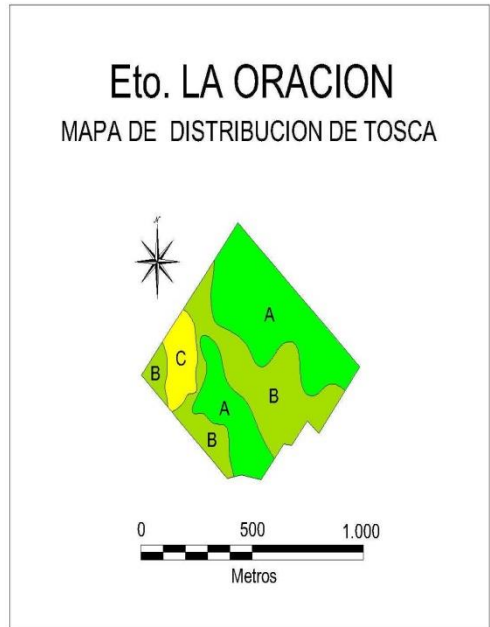 Eto. LA ORACION
MAPA DE DISTRIBUCION DE TOSCA
N
A
C
B
B
A
B
0 500 1.000
Metros